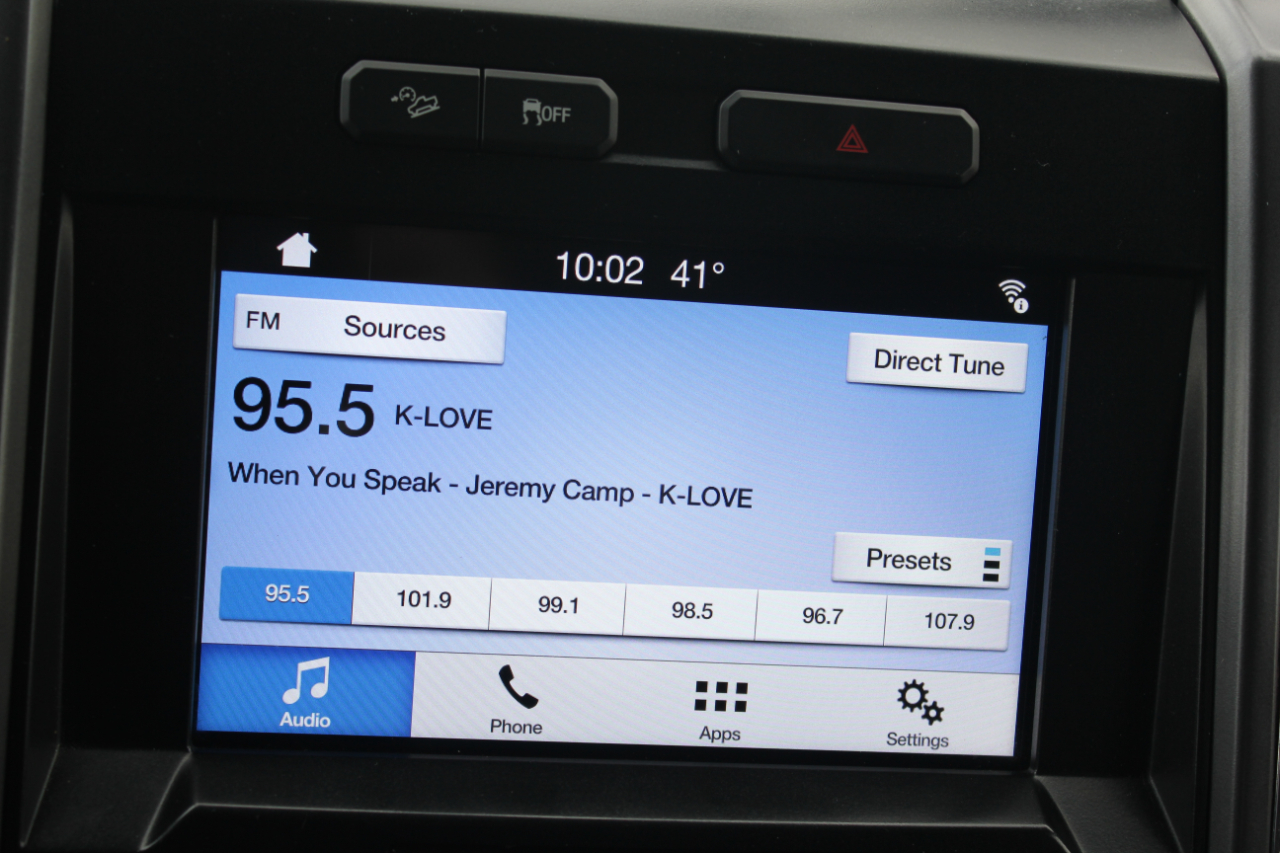 OFF
10:02 41°
FM Sources
Direct Tune
95.5 K-LOVE
When You Speak - Jeremy Camp - K-LOVE
Presets
95.5 101.9 99.1 98.5 96.7 107.9
Audio Phone Apps Settings